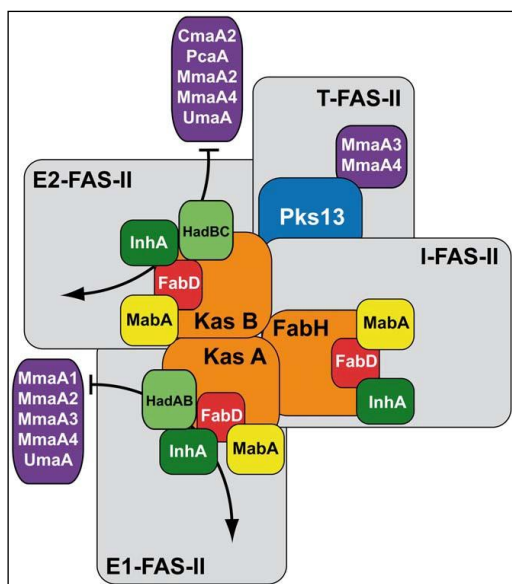 CmaA2
PcaA
MmaA2
MmaA4
UmaA
T-FAS-II
MmaA3
MmaA4
E2-FAS-II
HadBC
Pks13
InhA
I-FAS-II
FabD
MabA
Kas B
FabH
MabA
Kas A
FabD
MmaA1
MmaA2
MmaA3
MmaA4
UmaA
HadAB
FabD
InhA
InhA
MabA
E1-FAS-II